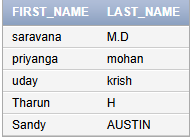 FIRST_NAME LAST_NAME
saravana M.D
priyanga mohan
uday krish
Tharun H
Sandy AUSTIN